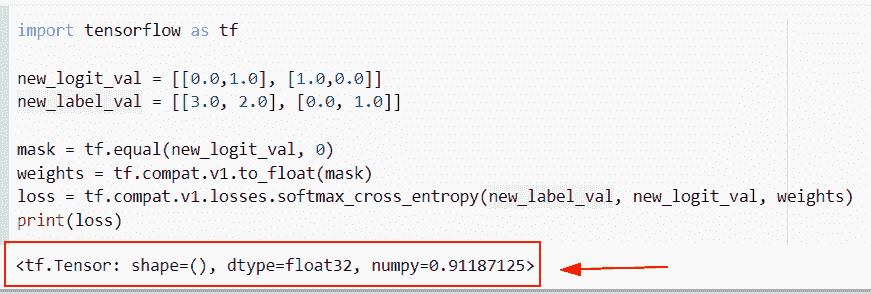 import tensorflow as tf
new_logit_val = [[0.0,1.0], [1.0,0.0]]
new_label_val = [[3.0, 2.0], [0.0, 1.0]]
mask = tf.equal(new_logit_val, 0)
weights = tf.compat.v1.to_float(mask)
loss = tf.compat.v1.losses.softmax_cross_entropy(new_label_val, new_logit_val, weights)
print(loss)
<tf.Tensor: shape=(), dtype=float32, numpy=0.91187125>